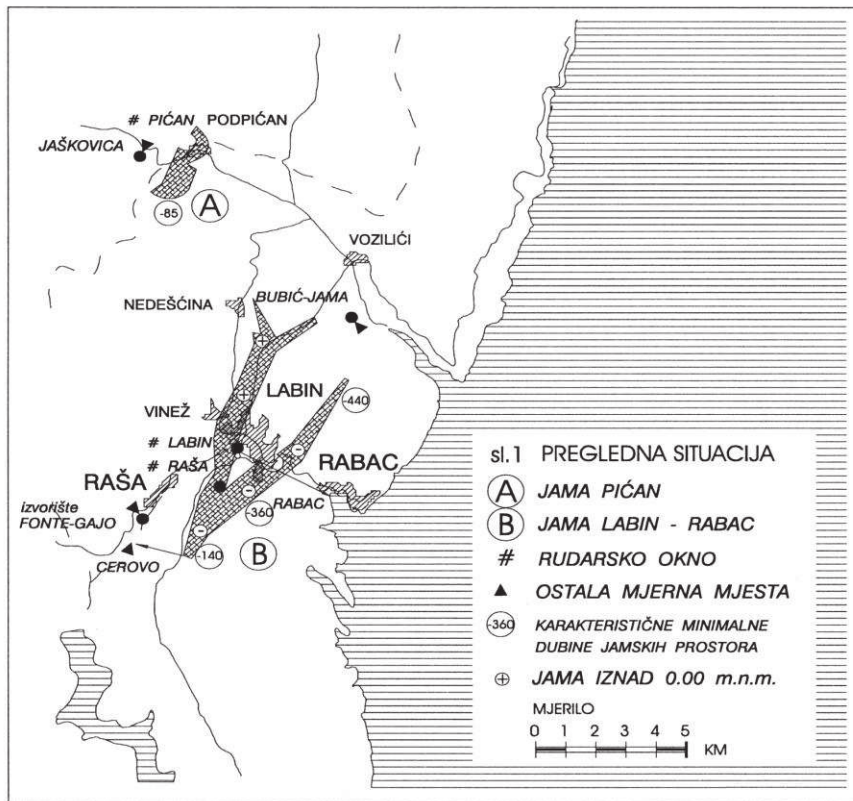 # PIĆAN PODPIĆAN
JAŠKOVICA
-85
A
VOZILIĆI
NEDEŠĆINA
BUBIĆ-JAMA
LABIN
-440
VINEŽ
# LABIN
# RAŠA
RAŠA
RABAC
izvorište
FONTE-GAJO
RABAC
-360
-140
B
CEROVO
sl.1 PREGLEDNA SITUACIJA
A JAMA PIĆAN
B JAMA LABIN - RABAC
# RUDARSKO OKNO
▲ OSTALA MJERNA MJESTA
-360 KARAKTERISTIČNE MINIMALNE
DUBINE JAMSKIH PROSTORA
⊕ JAMA IZNAD 0.00 m.n.m.
MJERILO
0 1 2 3 4 5
KM